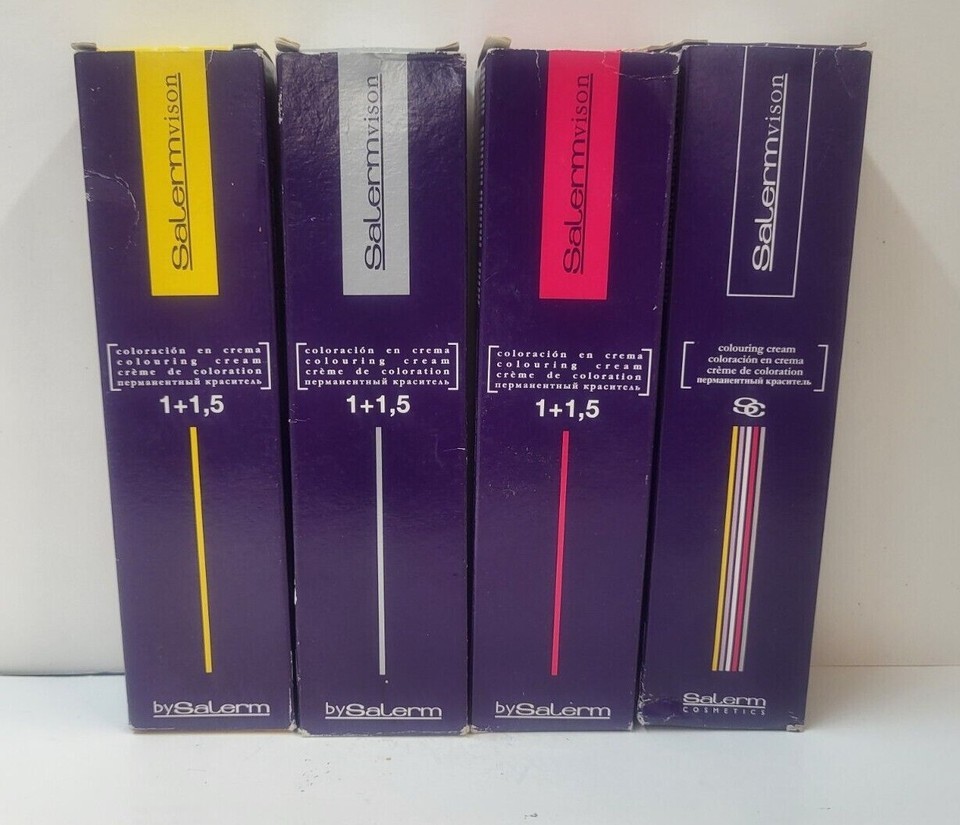 Salermvison
coloración en crema
colouring cream
crème de coloration
перманентный краситель
1+1,5
bySalerm
Salermvison
coloración en crema
colouring cream
crème de coloration
перманентный краситель
1+1,5
bySalerm
Salermvison
coloración en crema
colouring cream
crème de coloration
перманентный краситель
1+1,5
bySalerm
Salermvison
colouring cream
coloración en crema
crème de coloration
перманентный краситель
SC
Salerm
COSMETICS